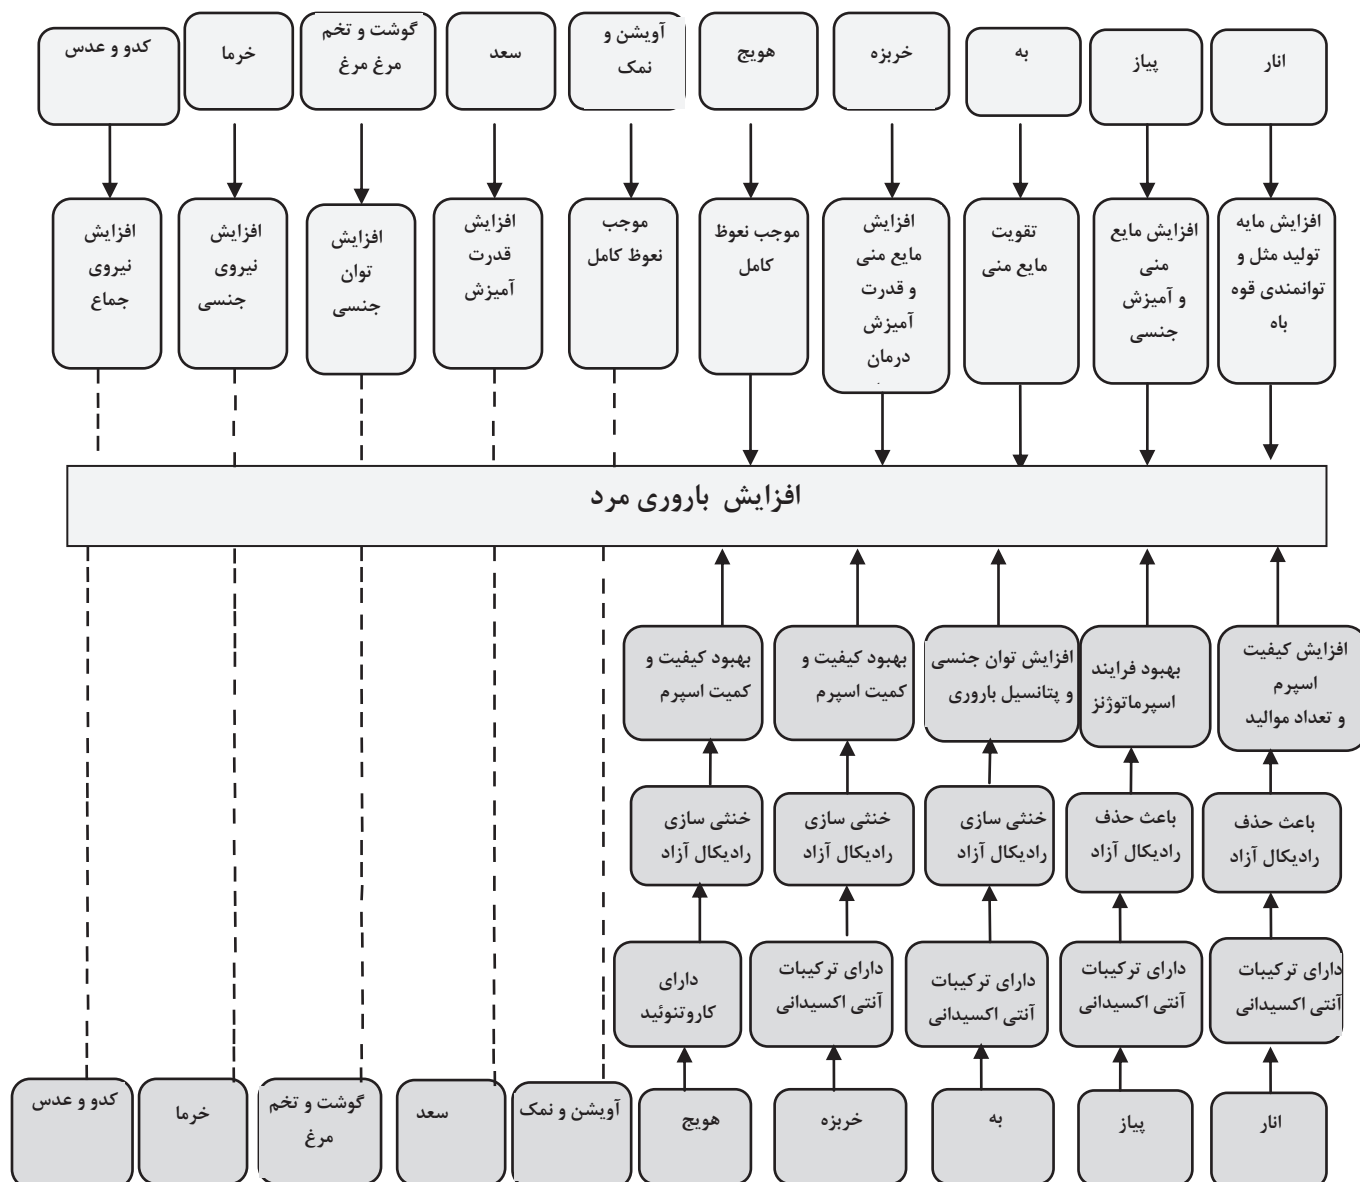 انار
پیاز
به
خربزه
هویج
آویشن و
نمک
سعد
گوشت و تخم
مرغ مرغ
خرما
کدو و عدس
افزایش مایه
تولید مثل و
توانمندی قوه
باه
افزایش مایع
منی
و آمیزش
جنسی
تقویت
مایع منی
افزایش
مایع منی
و قدرت
آمیزش
درمان
موجب نعوظ
کامل
موجب
نعوظ کامل
افزایش
قدرت
آمیزش
افزایش
توان
جنسی
افزایش
نیروی
جنسی
افزایش
نیروی
جماع
افزایش باروری مرد
افزایش کیفیت
اسپرم
و تعداد موالید
بهبود فرایند
اسپرماتوژنز
افزایش توان جنسی
و پتانسیل باروری
بهبود کیفیت و
کمیت اسپرم
بهبود کیفیت و
کمیت اسپرم
باعث حذف
رادیکال آزاد
باعث حذف
رادیکال آزاد
خنثی سازی
رادیکال آزاد
خنثی سازی
رادیکال آزاد
خنثی سازی
رادیکال آزاد
دارای ترکیبات
آنتی اکسیدانی
دارای ترکیبات
آنتی اکسیدانی
دارای ترکیبات
آنتی اکسیدانی
دارای ترکیبات
آنتی اکسیدانی
دارای
کاروتنوئید
انار
پیاز
به
خربزه
هویج
آویشن و نمک
سعد
گوشت و تخم
مرغ
خرما
کدو و عدس